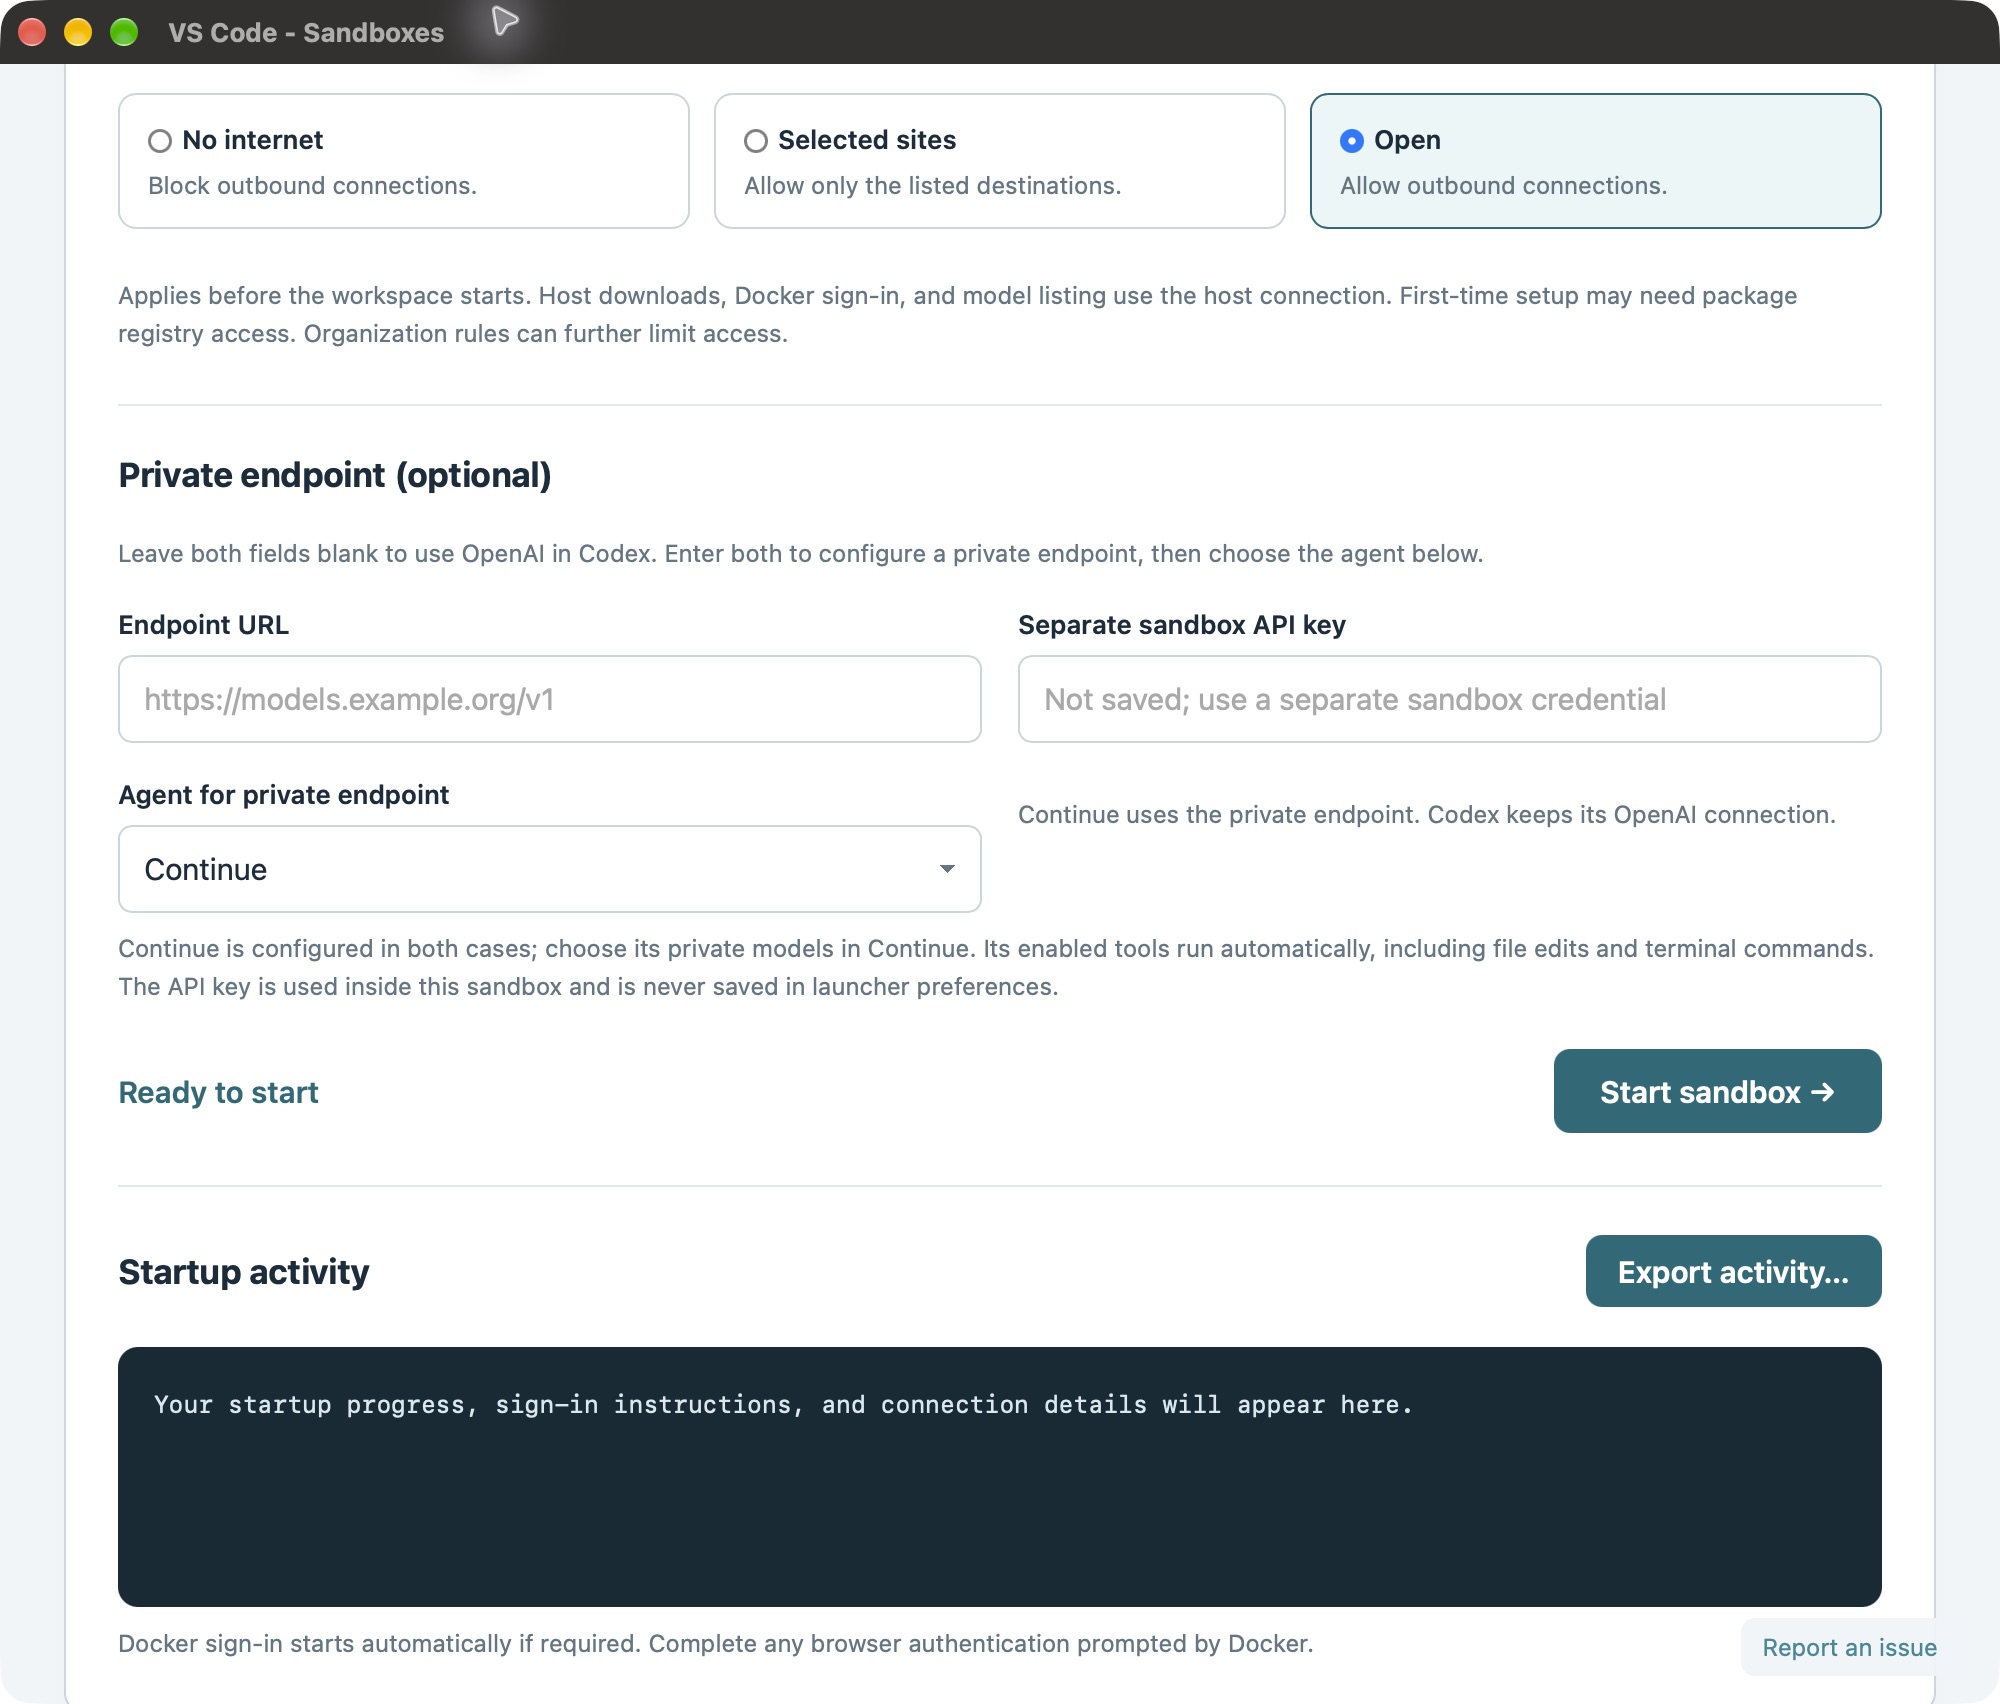 VS Code - Sandboxes
No internet
Block outbound connections.
Selected sites
Allow only the listed destinations.
Open
Allow outbound connections.
Applies before the workspace starts. Host downloads, Docker sign-in, and model listing use the host connection. First-time setup may need package
registry access. Organization rules can further limit access.
Private endpoint (optional)
Leave both fields blank to use OpenAI in Codex. Enter both to configure a private endpoint, then choose the agent below.
Endpoint URL
https://models.example.org/v1
Separate sandbox API key
Not saved; use a separate sandbox credential
Agent for private endpoint
Continue
Continue uses the private endpoint. Codex keeps its OpenAI connection.
Continue is configured in both cases; choose its private models in Continue. Its enabled tools run automatically, including file edits and terminal commands.
The API key is used inside this sandbox and is never saved in launcher preferences.
Ready to start
Start sandbox →
Startup activity
Export activity...
Your startup progress, sign-in instructions, and connection details will appear here.
Docker sign-in starts automatically if required. Complete any browser authentication prompted by Docker.
Report an issue